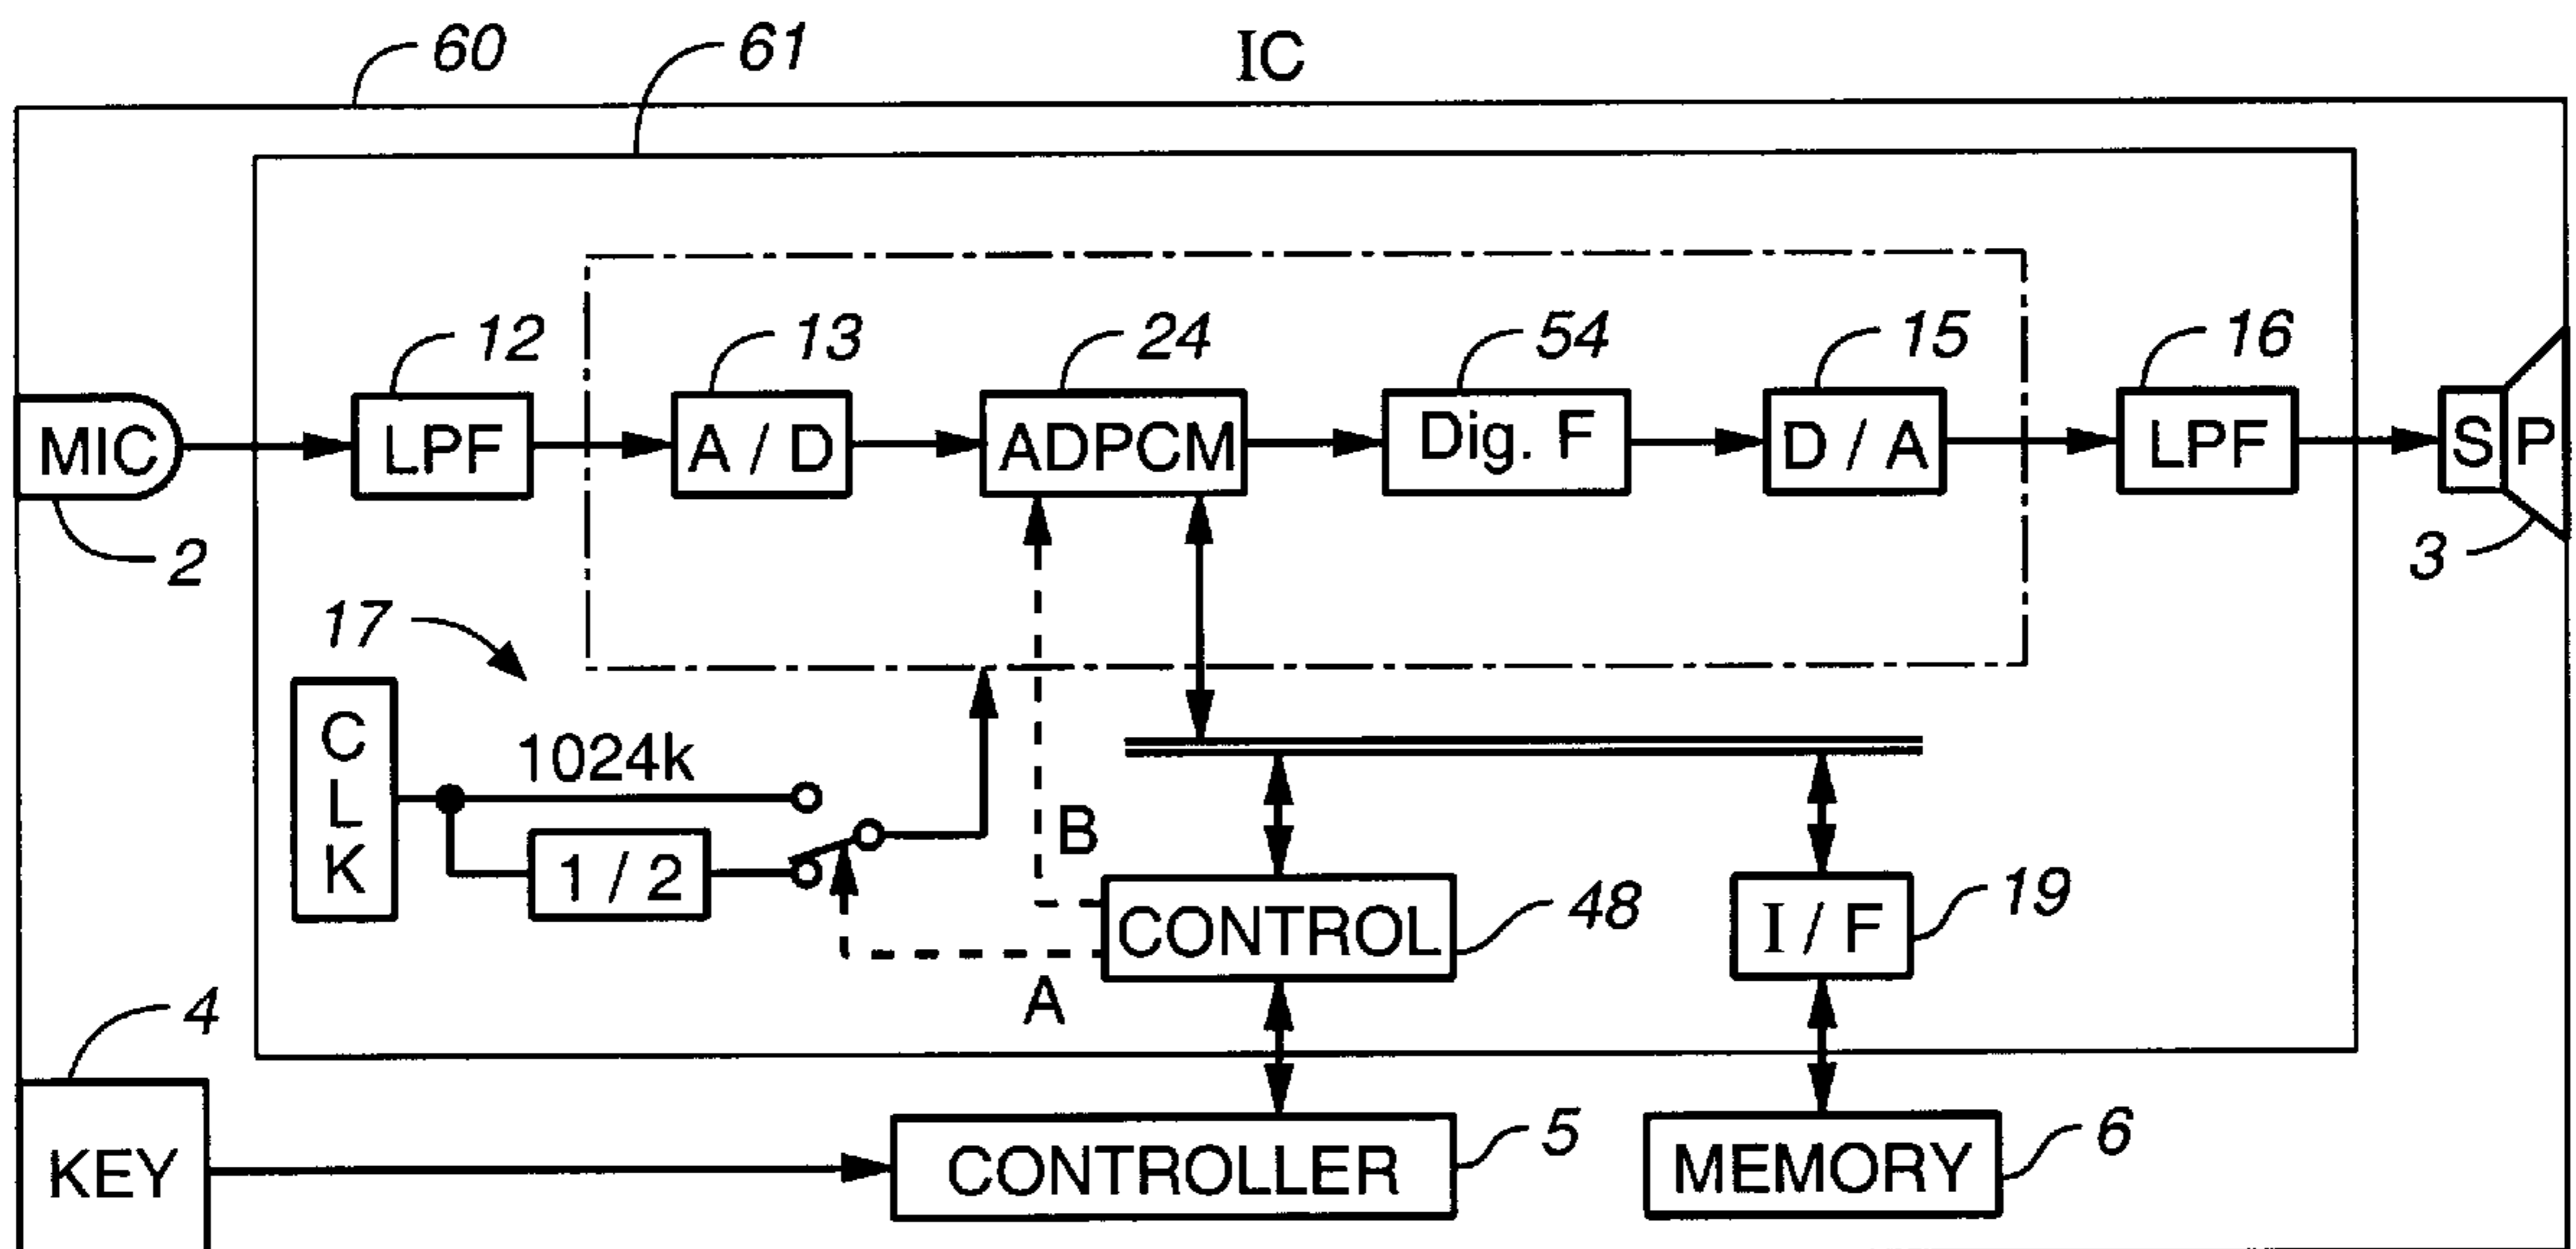 60
61
IC
12
13
24
54
15
16
MIC
LPF
A / D
ADPCM
Dig. F
D / A
LPF
S P
2
3
17
C
L
K
1024k
1 / 2
B
A
CONTROL
48
I / F
19
4
KEY
CONTROLLER
5
MEMORY
6